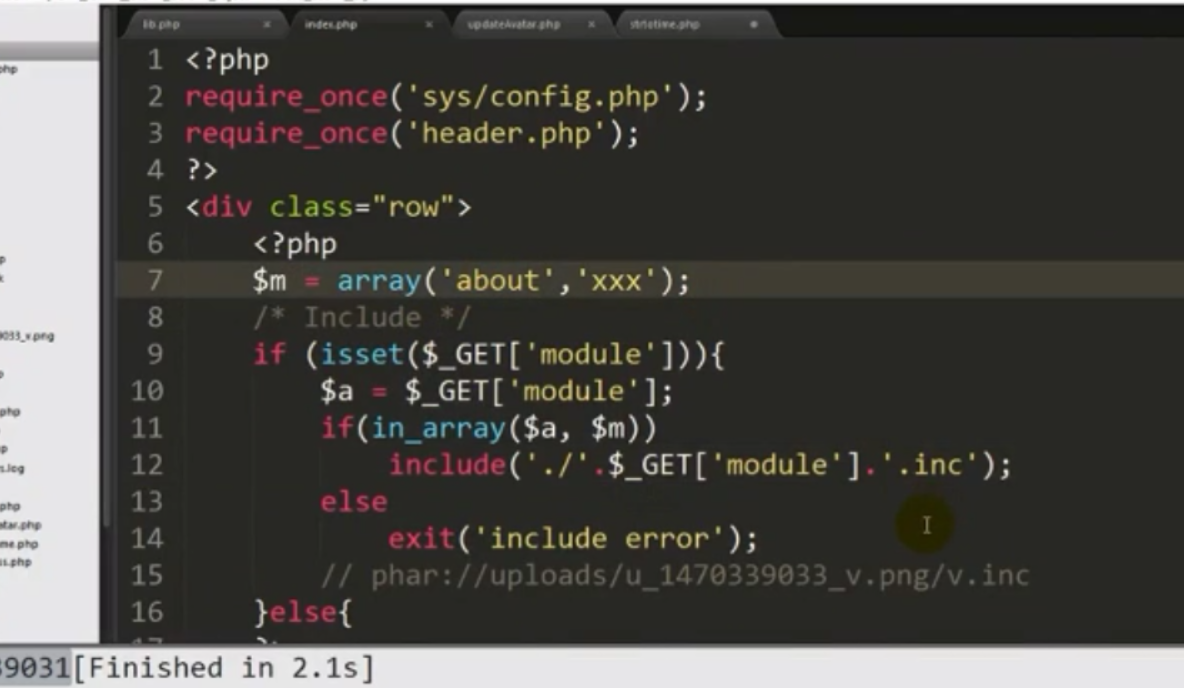 lib.php × index.php × updateAvatar.php × strtotime.php
php
1 <?php
2 require_once('sys/config.php');
3 require_once('header.php');
4 ?>
5 <div class="row">
6 <?php
7 $m = array('about','xxx');
8 /* Include */
9 if (isset($_GET['module'])){
10 $a = $_GET['module'];
11 if(in_array($a, $m))
12 include('./'.$_GET['module'].'.inc');
13 else
14 exit('include error');
15 // phar://uploads/u_1470339033_v.png/v.inc
16 }else{
9033_v.png
php
s.log
php
atar.php
me.php
ss.php
39031[Finished in 2.1s]